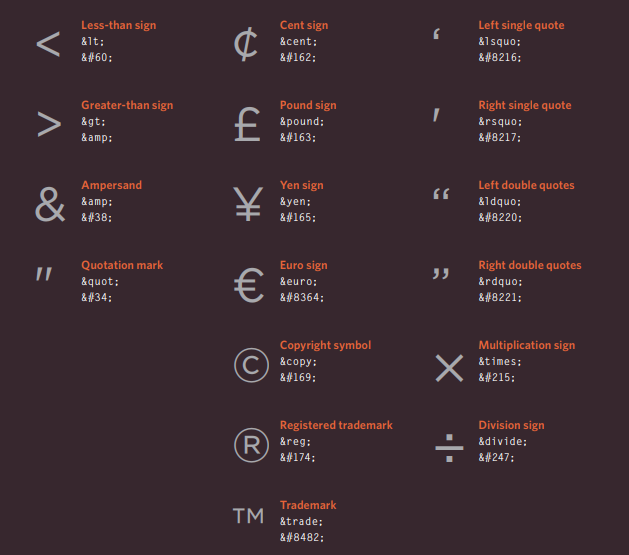 <
Less-than sign
&lt;
&#60;
>
Greater-than sign
&gt;
&amp;
&
Ampersand
&amp;
&#38;
"
Quotation mark
&quot;
&#34;
¢
Cent sign
&cent;
&#162;
£
Pound sign
&pound;
&#163;
¥
Yen sign
&yen;
&#165;
€
Euro sign
&euro;
&#8364;
©
Copyright symbol
&copy;
&#169;
®
Registered trademark
&reg;
&#174;
™
Trademark
&trade;
&#8482;
‘
Left single quote
&lsquo;
&#8216;
'
Right single quote
&rsquo;
&#8217;
“
Left double quotes
&ldquo;
&#8220;
”
Right double quotes
&rdquo;
&#8221;
×
Multiplication sign
&times;
&#215;
÷
Division sign
&divide;
&#247;